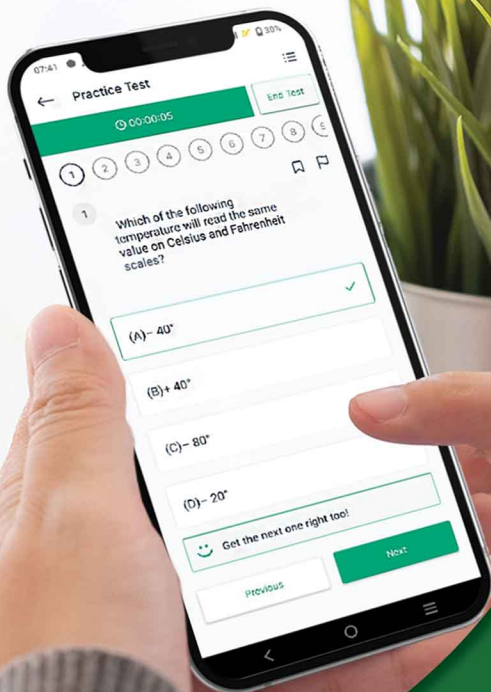 07:41
30%
Practice Test
00:00:05
End Test
1 2 3 4 5 6 7 8 9
1
Which of the following
temperature will read the same
value on Celsius and Fahrenheit
scales?
(A)– 40°
(B)+ 40°
(C)– 80°
(D)– 20°
Get the next one right too!
Previous
Next